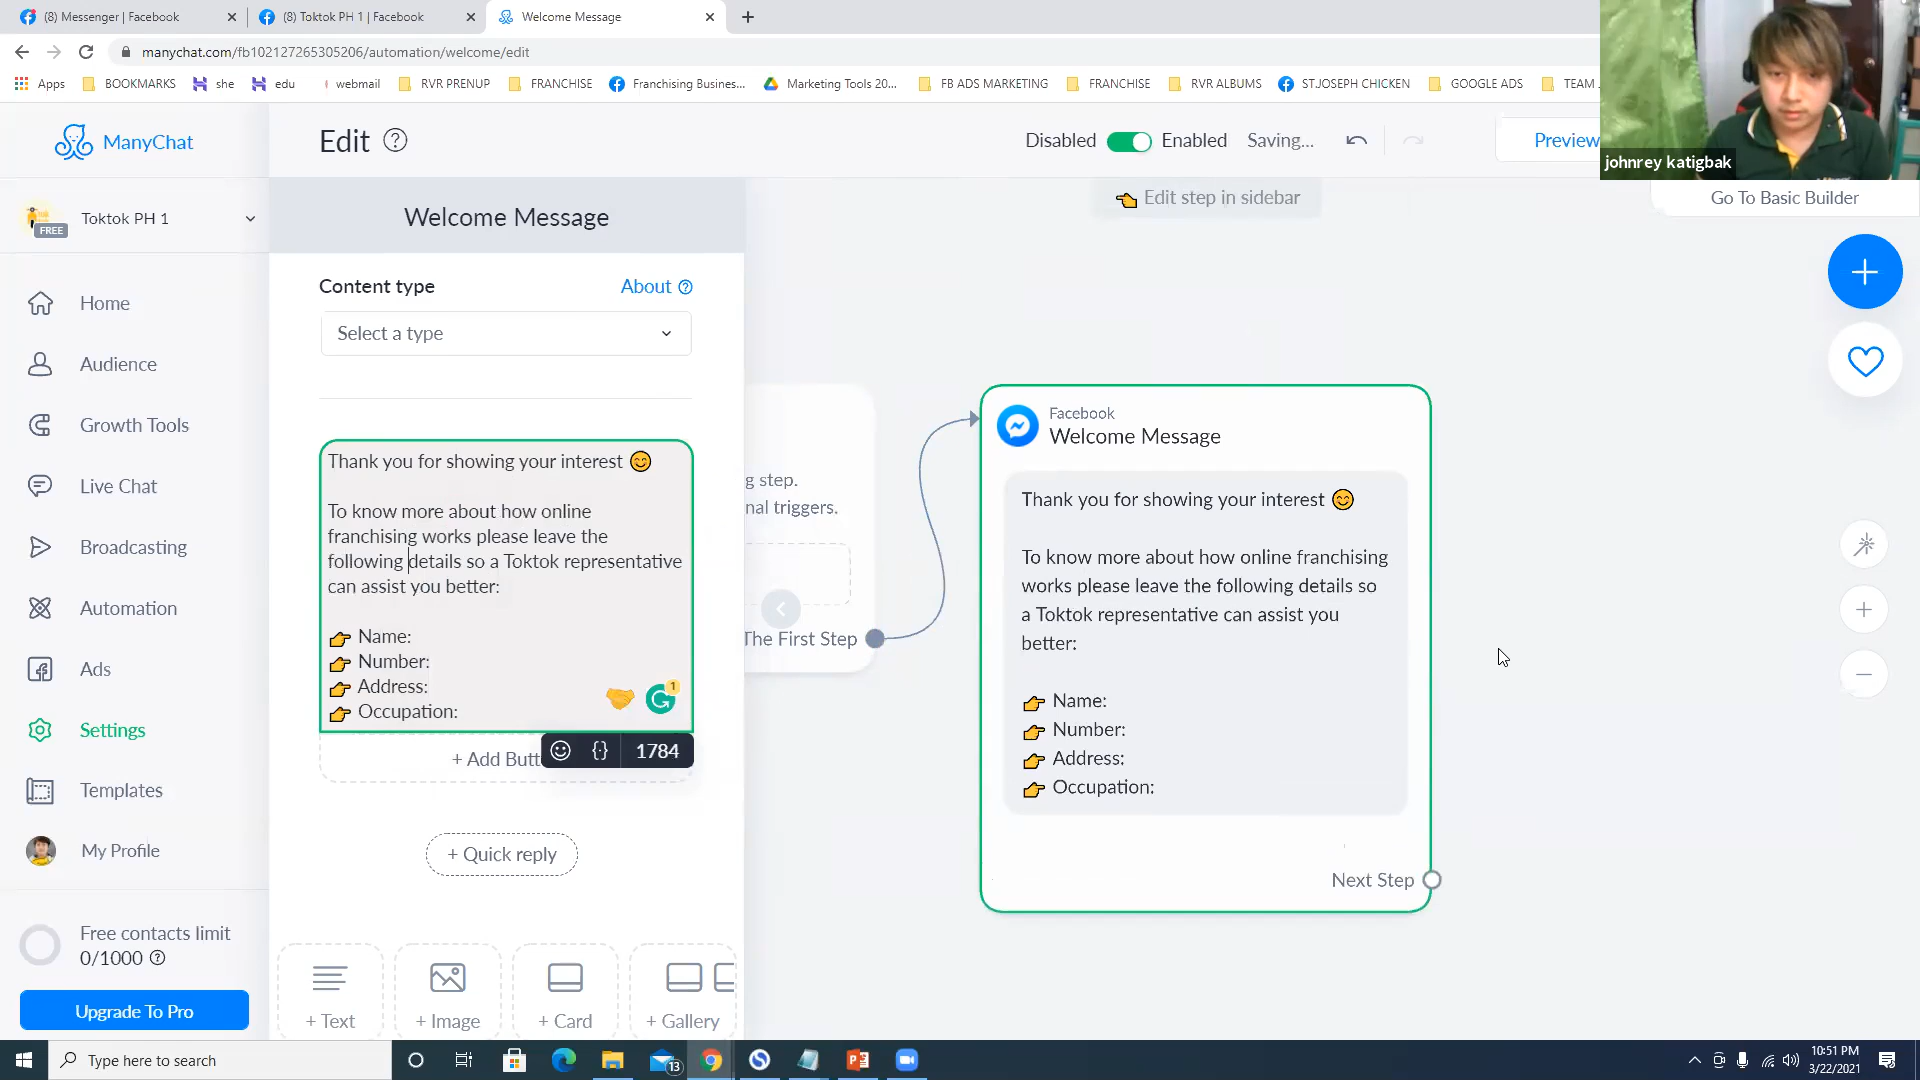 (8) Messenger | Facebook
(8) Toktok PH 1 | Facebook
Welcome Message
manychat.com/fb102127265305206/automation/welcome/edit
Apps
BOOKMARKS
she
edu
webmail
RVR PRENUP
FRANCHISE
Franchising Busines...
Marketing Tools 20...
FB ADS MARKETING
FRANCHISE
RVR ALBUMS
ST.JOSEPH CHICKEN
GOOGLE ADS
TEAM
johnrey katigbak
ManyChat
Edit
Disabled
Enabled
Saving...
Preview
Go To Basic Builder
Toktok PH 1
FREE
Home
Audience
Growth Tools
Live Chat
Broadcasting
Automation
Ads
Settings
Templates
My Profile
Free contacts limit
0/1000
Upgrade To Pro
Welcome Message
Content type
About
Select a type
Thank you for showing your interest 😊
To know more about how online
franchising works please leave the
following details so a Toktok representative
can assist you better:
👉 Name:
👉 Number:
👉 Address:
👉 Occupation:
1
+ Add Butt
1784
+ Quick reply
+ Text
+ Image
+ Card
+ Gallery
👈 Edit step in sidebar
g step.
nal triggers.
The First Step
Facebook
Welcome Message
Thank you for showing your interest 😊
To know more about how online franchising
works please leave the following details so
a Toktok representative can assist you
better:
👉 Name:
👉 Number:
👉 Address:
👉 Occupation:
Next Step
Type here to search
13
10:51 PM
3/22/2021